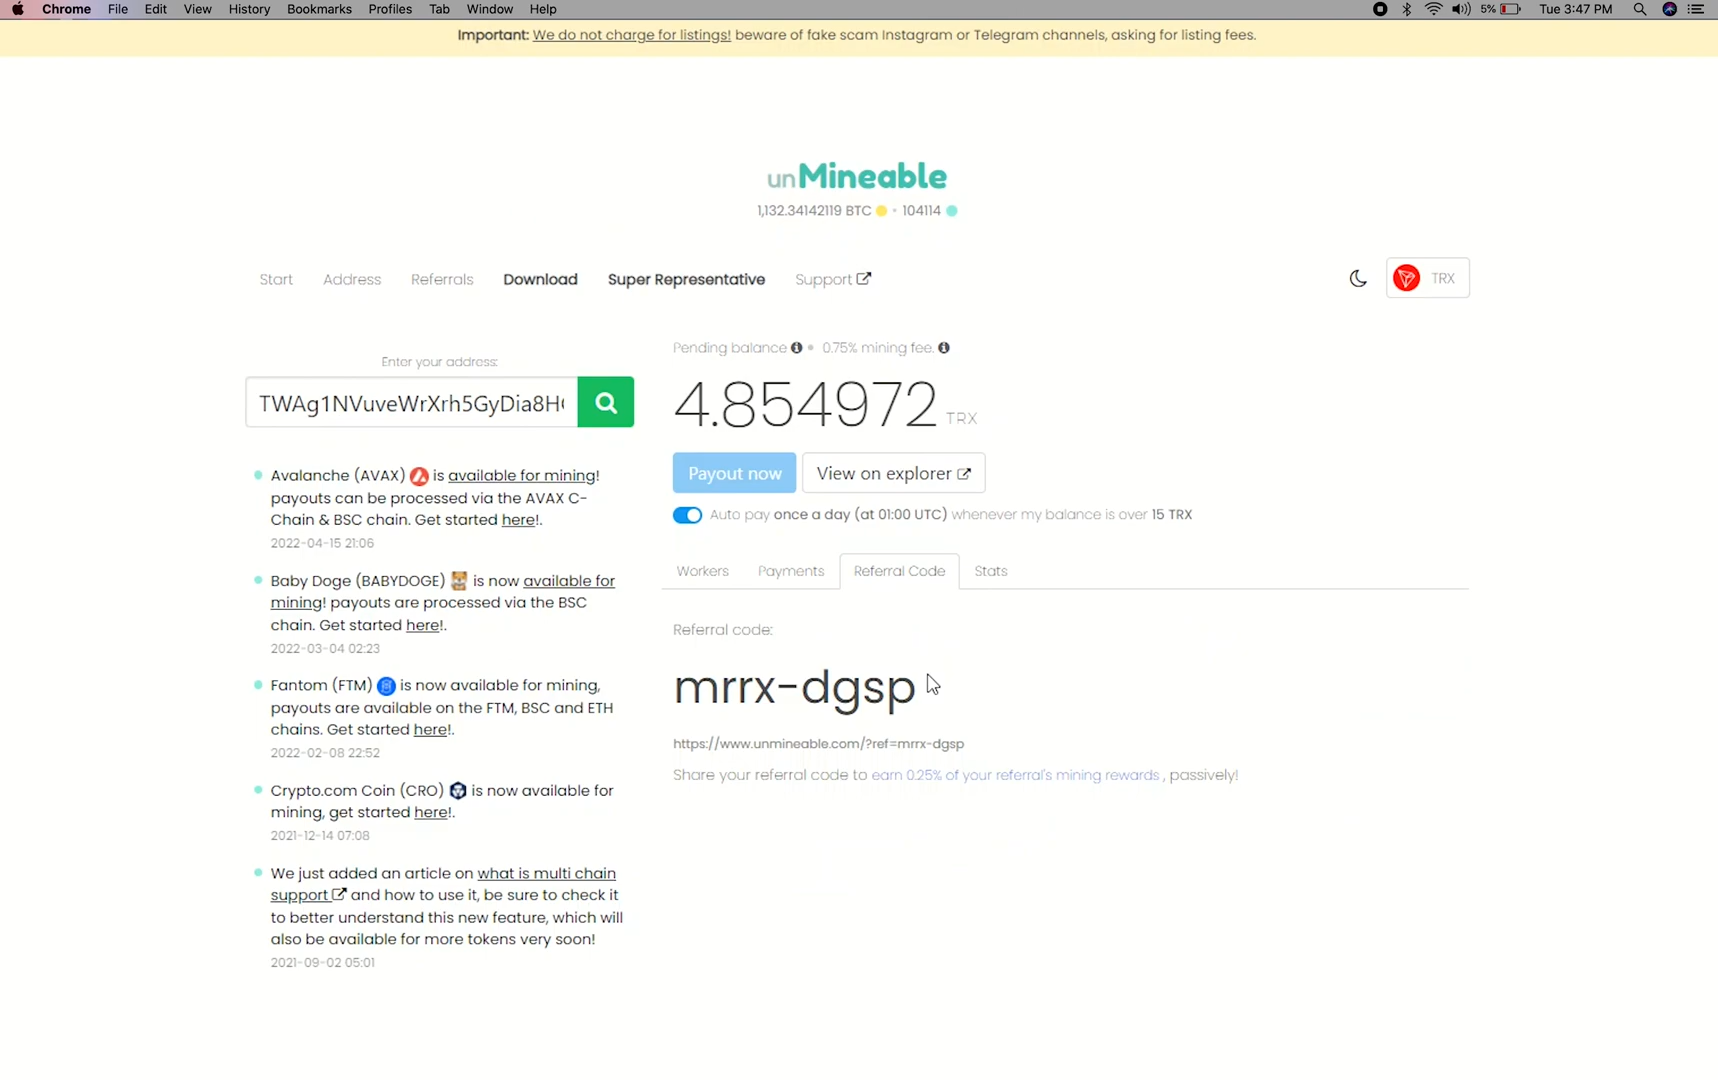 Chrome File Edit View History Bookmarks Profiles Tab Window Help 5% Tue 3:47 PM
Important: We do not charge for listings! beware of fake scam Instagram or Telegram channels, asking for listing fees.
unMineable
1,132.34142119 BTC • 104114
Start Address Referrals Download Super Representative Support TRX
Enter your address:
TWAg1NVuveWrXrh5GyDia8H
Avalanche (AVAX) is available for mining!
payouts can be processed via the AVAX C-
Chain & BSC chain. Get started here!.
2022-04-15 21:06
Baby Doge (BABYDOGE) is now available for
mining! payouts are processed via the BSC
chain. Get started here!.
2022-03-04 02:23
Fantom (FTM) is now available for mining,
payouts are available on the FTM, BSC and ETH
chains. Get started here!.
2022-02-08 22:52
Crypto.com Coin (CRO) is now available for
mining, get started here!.
2021-12-14 07:08
We just added an article on what is multi chain
support and how to use it, be sure to check it
to better understand this new feature, which will
also be available for more tokens very soon!
2021-09-02 05:01
Pending balance • 0.75% mining fee.
4.854972 TRX
Payout now View on explorer
Auto pay once a day (at 01:00 UTC) whenever my balance is over 15 TRX
Workers Payments Referral Code Stats
Referral code:
mrrx-dgsp
https://www.unmineable.com/?ref=mrrx-dgsp
Share your referral code to earn 0.25% of your referral's mining rewards , passively!